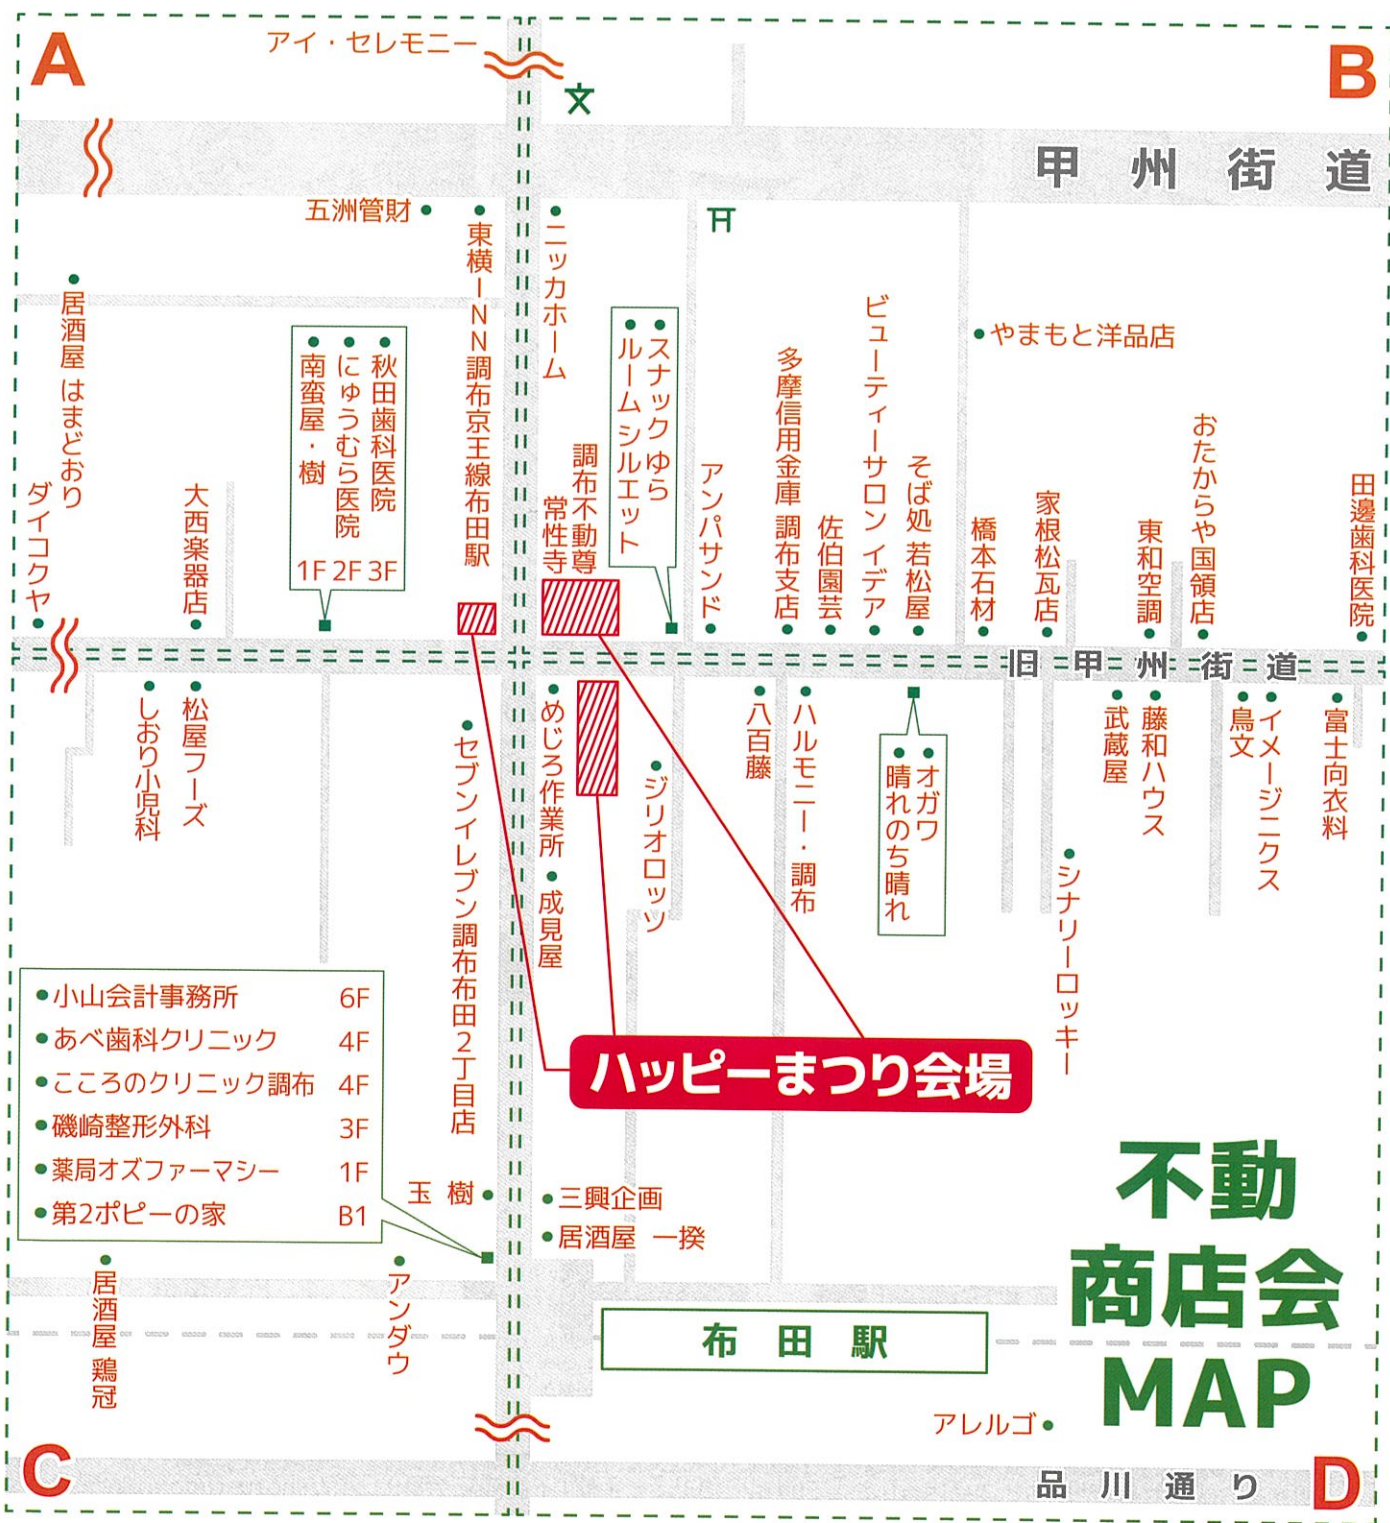 A
アイ・セレモニー
文
B
甲州街道
五洲管財
東横INN調布京王線布田駅
ニッカホーム
居酒屋 はまどおり
ダイコクヤ
大西楽器店
秋田歯科医院 3F
にゅうむら医院 2F
南蛮屋・樹 1F
調布不動尊
常性寺
スナック ゆら
ルーム シルエット
アンパサンド
多摩信用金庫 調布支店
佐伯園芸
ビューティーサロン イデア
そば処 若松屋
やまもと洋品店
橋本石材
家根松瓦店
東和空調
おたからや国領店
田邊歯科医院
旧甲州街道
しおり小児科
松屋フーズ
セブンイレブン調布布田2丁目店
めじろ作業所
成見屋
ジリオロッソ
八百藤
ハルモニー・調布
オガワ
晴れのち晴れ
シナリーロッキー
武蔵屋
藤和ハウス
鳥文
イメージニクス
富士向衣料
小山会計事務所 6F
あべ歯科クリニック 4F
こころのクリニック調布 4F
磯崎整形外科 3F
薬局オズファーマシー 1F
第2ポピーの家 B1
ハッピーまつり会場
玉樹
三興企画
居酒屋 一揆
居酒屋 鶏冠
アンダウ
布田駅
不動
商店会
MAP
アレルゴ
C
品川通り
D